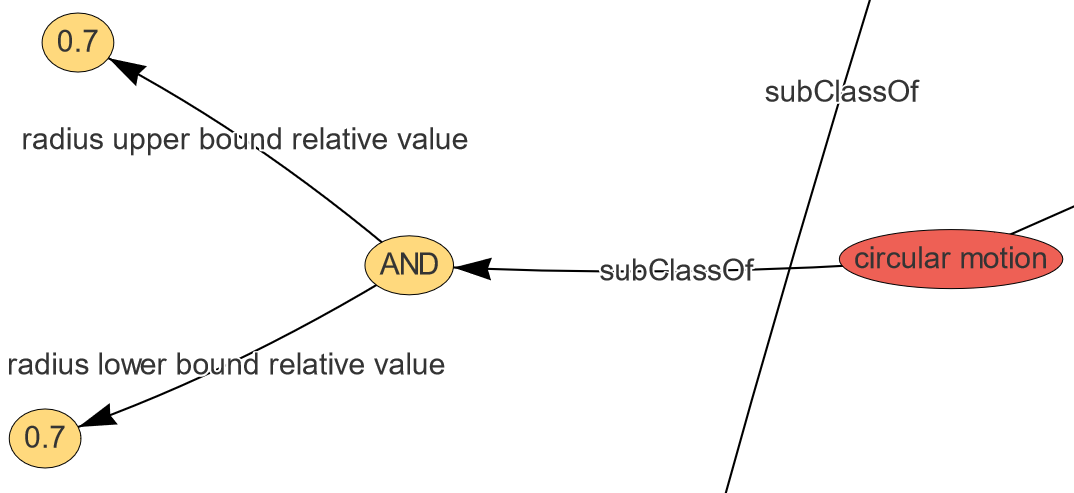 0.7
subClassOf
radius upper bound relative value
AND
subClassOf
circular motion
radius lower bound relative value
0.7